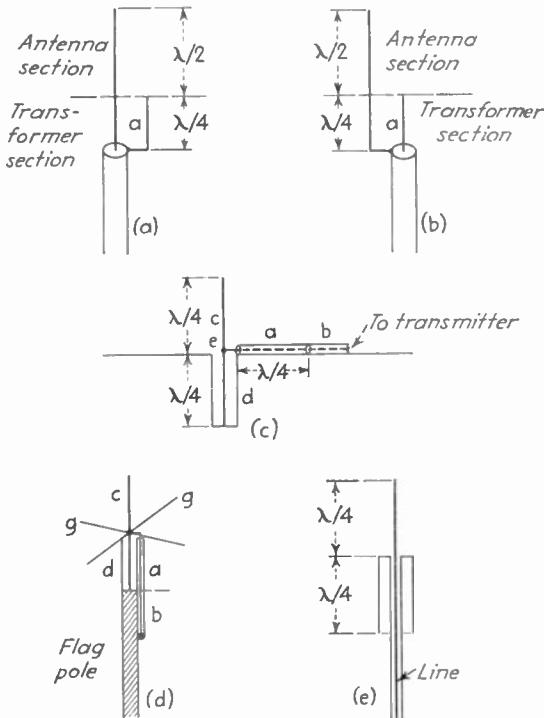 Antenna
section
λ/2
Trans-
former
section
a
λ/4
(a)
λ/2
Antenna
section
λ/4
a
Transformer
section
(b)
λ/4
c
e
a
b
To transmitter
λ/4
λ/4
d
(c)
c
g
g
d
a
b
Flag
pole
(d)
λ/4
λ/4
Line
(e)